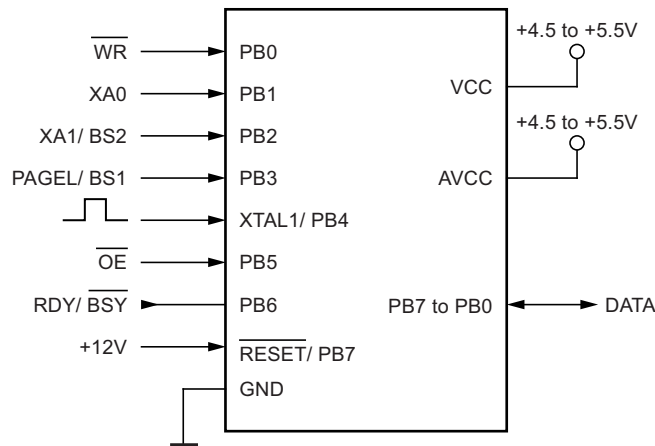 WR
XA0
XA1/ BS2
PAGEL/ BS1
OE
RDY/ BSY
+12V
PB0
PB1
PB2
PB3
XTAL1/ PB4
PB5
PB6
RESET/ PB7
GND
+4.5 to +5.5V
VCC
+4.5 to +5.5V
AVCC
PB7 to PB0
DATA